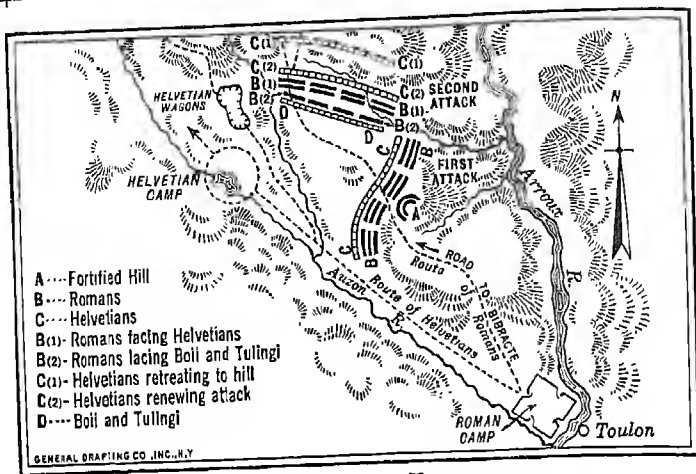 C(1)
C(1)
C(2)
C(2)
SECOND
ATTACK
B(1)
B(1)
B(2)
B(2)
D
D
HELVETIAN
WAGONS
N
C
B
FIRST
ATTACK
HELVETIAN
CAMP
A
Arroux
R.
C
B
ROAD
TO-BIBRACTE
Route
of
Romans
Auzon
R.
Route of Helvetians
A----Fortified Hill
B----Romans
C----Helvetians
B(1)-Romans facing Helvetians
B(2)-Romans lacing Boii and Tulingi
C(1)-Helvetians retreating to hill
C(2)-Helvetians renewing attack
D----Boii and Tulingi
ROMAN
CAMP
Toulon
GENERAL DRAFTING CO.,INC.,N.Y